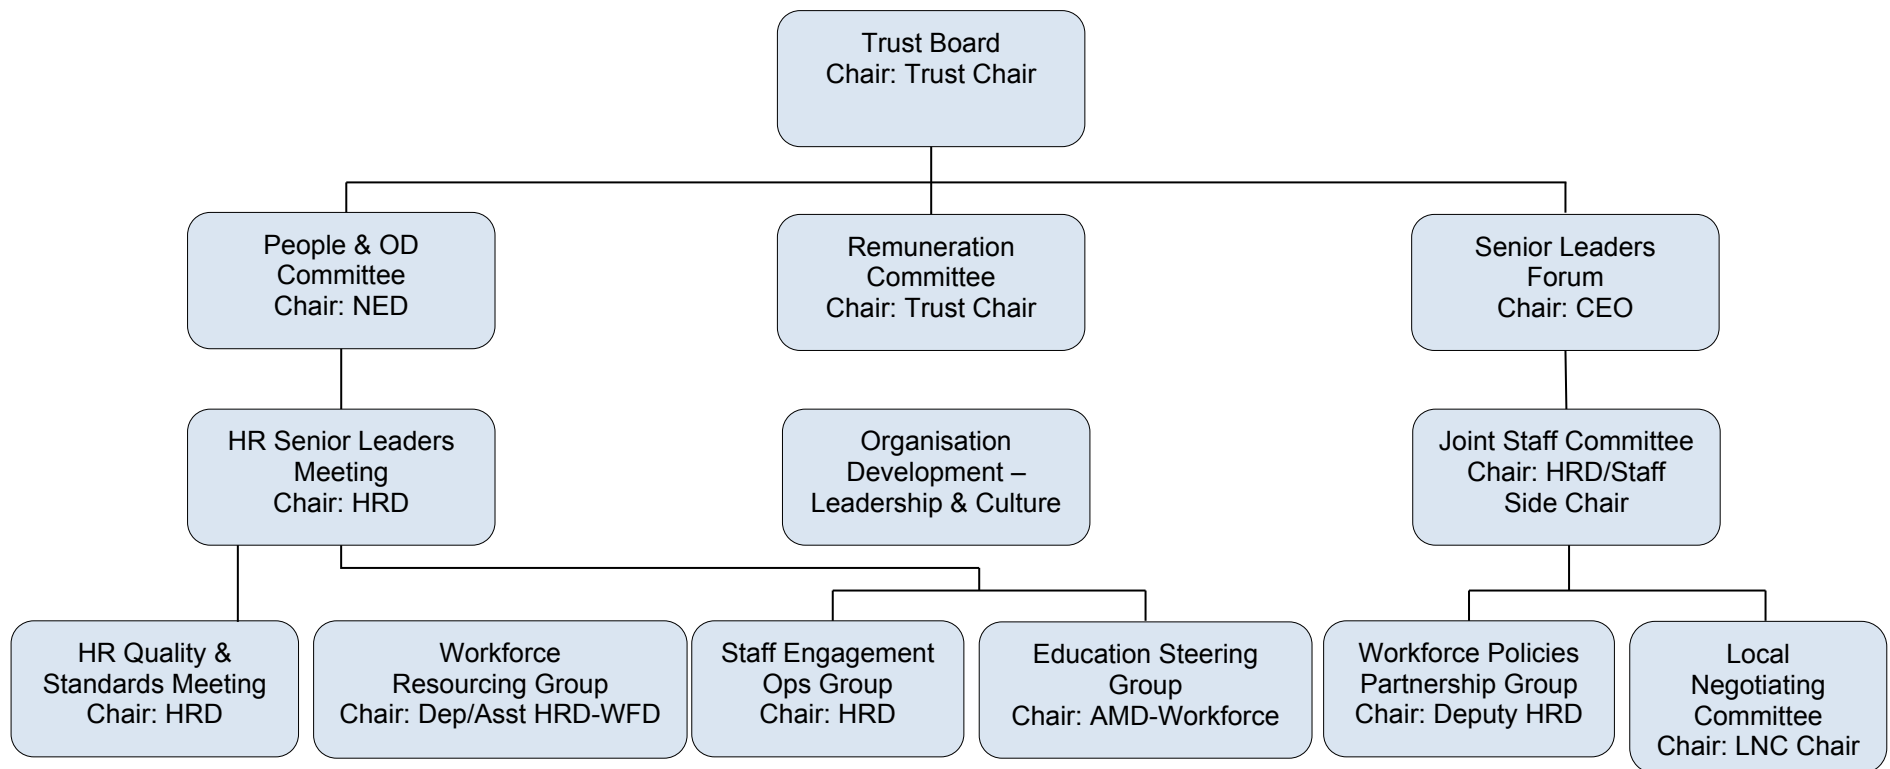 Trust Board
Chair: Trust Chair
People & OD
Committee
Chair: NED
Remuneration
Committee
Chair: Trust Chair
Senior Leaders
Forum
Chair: CEO
HR Senior Leaders
Meeting
Chair: HRD
Organisation
Development –
Leadership & Culture
Joint Staff Committee
Chair: HRD/Staff
Side Chair
HR Quality &
Standards Meeting
Chair: HRD
Workforce
Resourcing Group
Chair: Dep/Asst HRD-WFD
Staff Engagement
Ops Group
Chair: HRD
Education Steering
Group
Chair: AMD-Workforce
Workforce Policies
Partnership Group
Chair: Deputy HRD
Local
Negotiating
Committee
Chair: LNC Chair